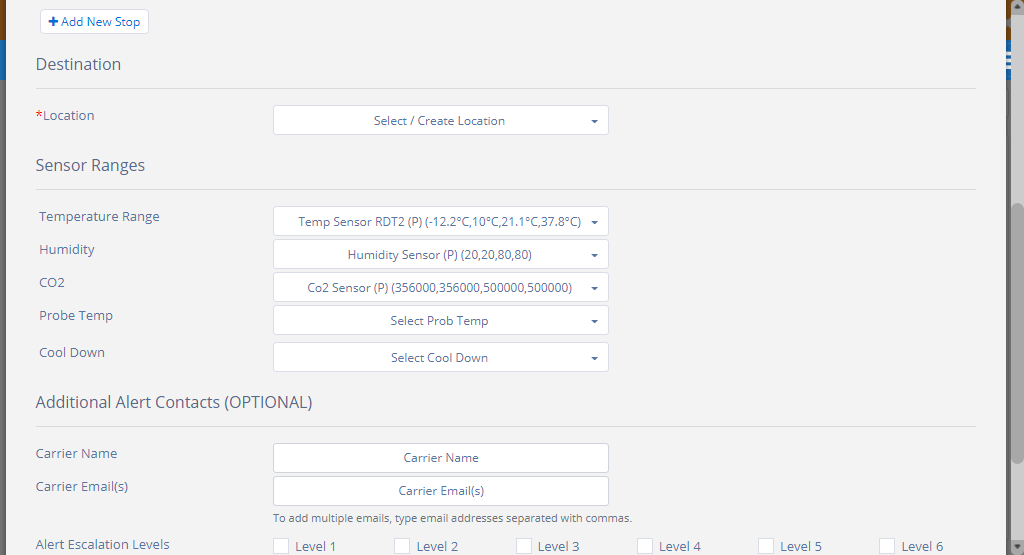 + Add New Stop
Destination
*Location
Select / Create Location
Sensor Ranges
Temperature Range
Temp Sensor RDT2 (P) (-12.2°C,10°C,21.1°C,37.8°C)
Humidity
Humidity Sensor (P) (20,20,80,80)
CO2
Co2 Sensor (P) (356000,356000,500000,500000)
Probe Temp
Select Prob Temp
Cool Down
Select Cool Down
Additional Alert Contacts (OPTIONAL)
Carrier Name
Carrier Name
Carrier Email(s)
Carrier Email(s)
To add multiple emails, type email addresses separated with commas.
Alert Escalation Levels
Level 1 Level 2 Level 3 Level 4 Level 5 Level 6